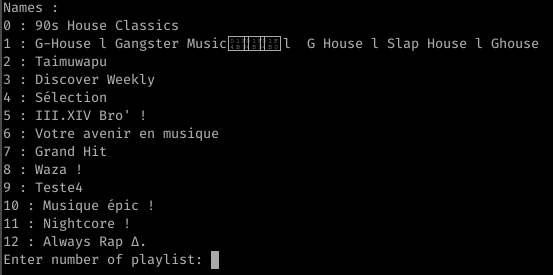 Names :
0 : 90s House Classics
1 : G-House l Gangster Music l  G House l Slap House l Ghouse
2 : Taimuwapu
3 : Discover Weekly
4 : Sélection
5 : III.XIV Bro' !
6 : Votre avenir en musique
7 : Grand Hit
8 : Waza !
9 : Teste4
10 : Musique épic !
11 : Nightcore !
12 : Always Rap Δ.
Enter number of playlist: